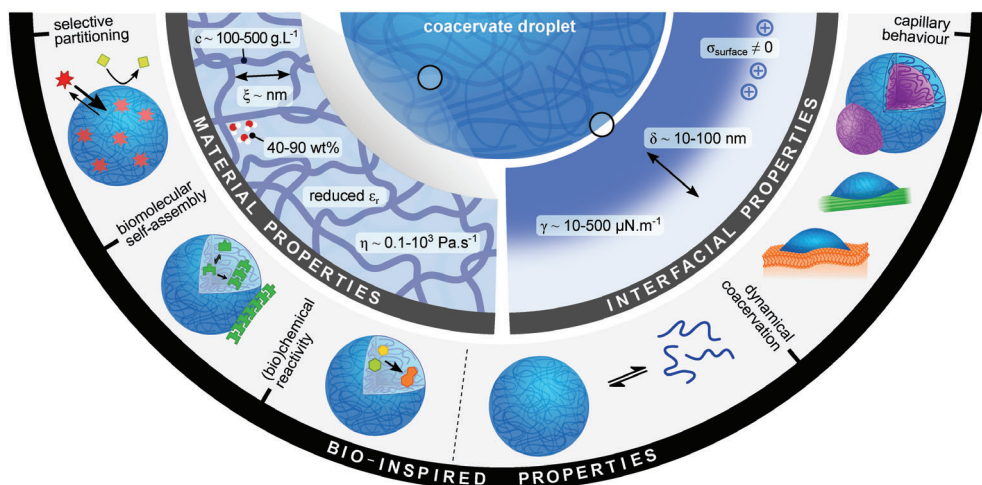 selective
partitioning
c ~ 100-500 g.L⁻¹
ξ ~ nm
40-90 wt%
reduced εᵣ
η ~ 0.1-10³ Pa.s⁻¹
MATERIAL PROPERTIES
coacervate droplet
σsurface ≠ 0
⊕
⊕
⊕
δ ~ 10-100 nm
γ ~ 10-500 µN.m⁻¹
INTERFACIAL PROPERTIES
capillary
behaviour
biomolecular
self-assembly
(bio)chemical
reactivity
dynamical
coacervation
BIO-INSPIRED PROPERTIES